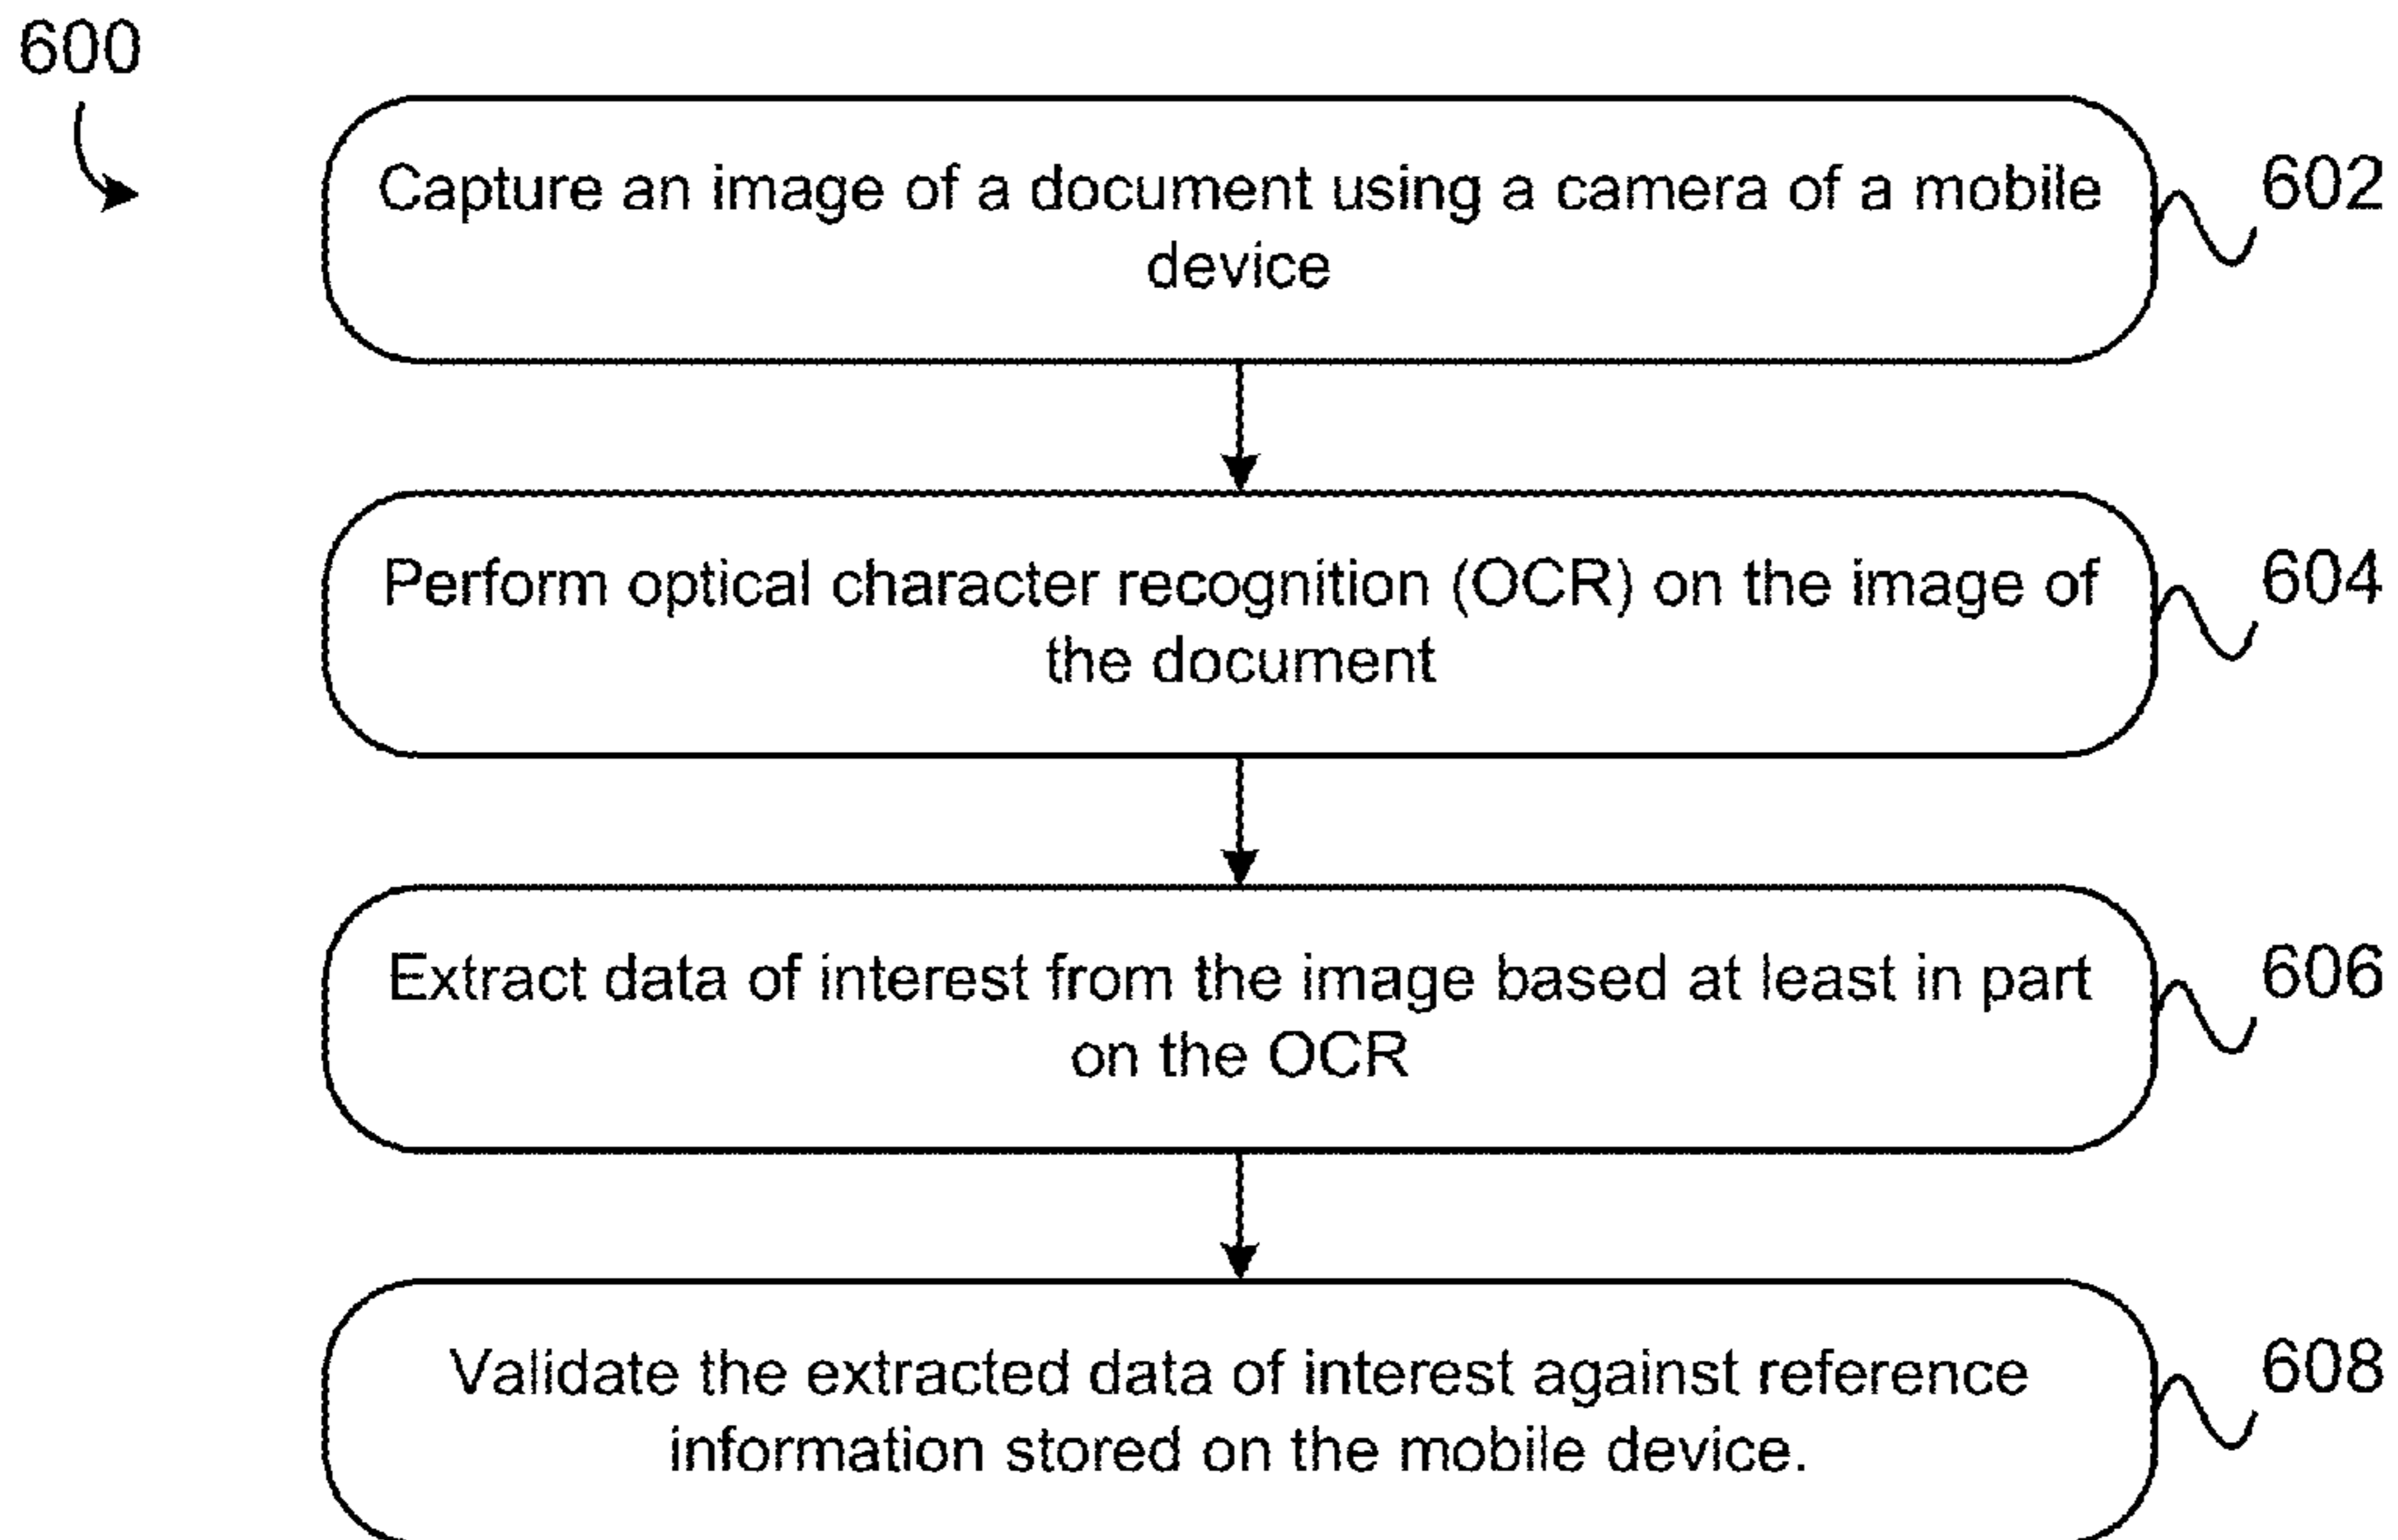 600
Capture an image of a document using a camera of a mobile
device
602
Perform optical character recognition (OCR) on the image of
the document
604
Extract data of interest from the image based at least in part
on the OCR
606
Validate the extracted data of interest against reference
information stored on the mobile device.
608